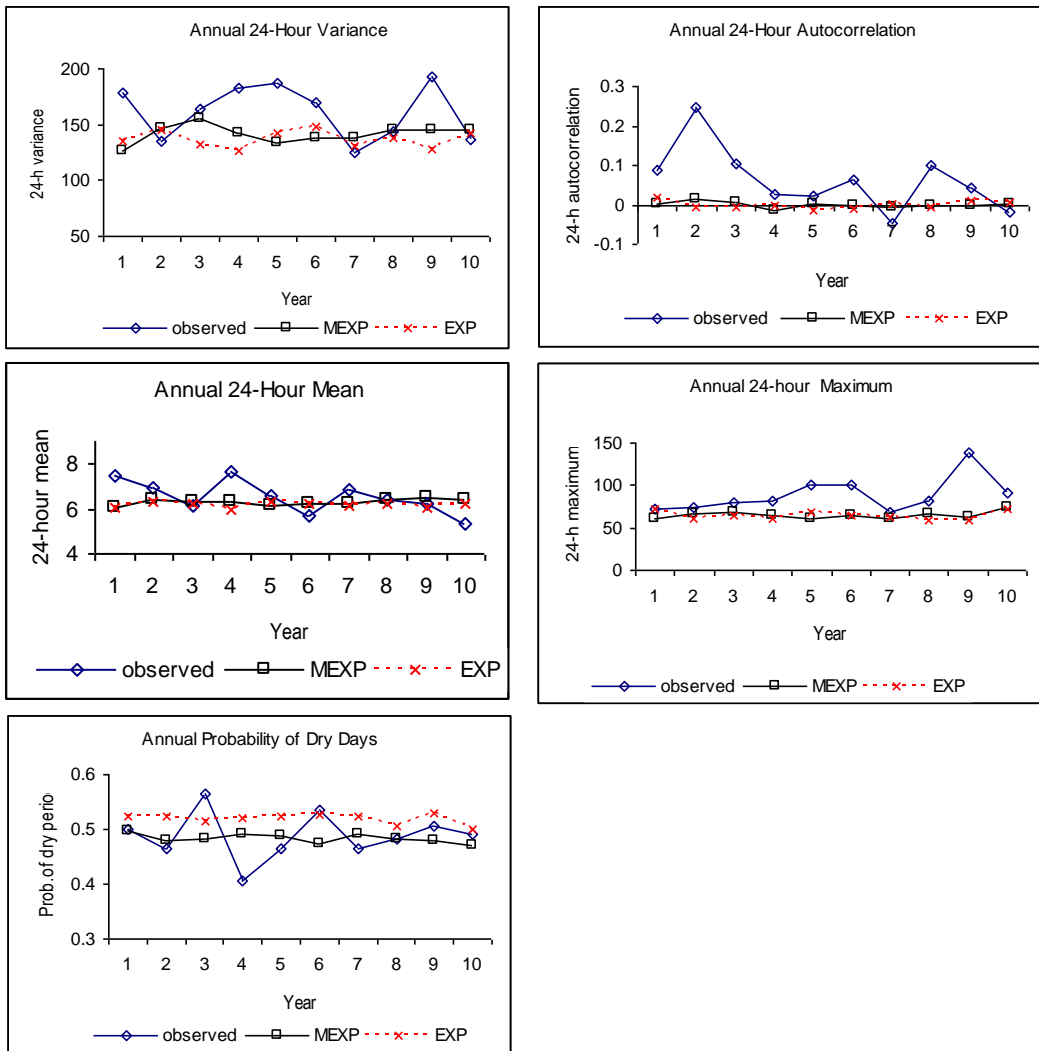 Annual 24-Hour Variance
200
150
100
50
24-h variance
1 2 3 4 5 6 7 8 9 10
Year
observed MEXP EXP
Annual 24-Hour Autocorrelation
0.3
0.2
0.1
0
-0.1
24-h autocorrelation
1 2 3 4 5 6 7 8 9 10
Year
observed MEXP EXP
Annual 24-Hour Mean
8
6
4
24-hour mean
1 2 3 4 5 6 7 8 9 10
Year
observed MEXP EXP
Annual 24-hour Maximum
150
100
50
0
24-h maximum
1 2 3 4 5 6 7 8 9 10
Year
observed MEXP EXP
Annual Probability of Dry Days
0.6
0.5
0.4
0.3
Prob.of dry perio
1 2 3 4 5 6 7 8 9 10
Year
observed MEXP EXP